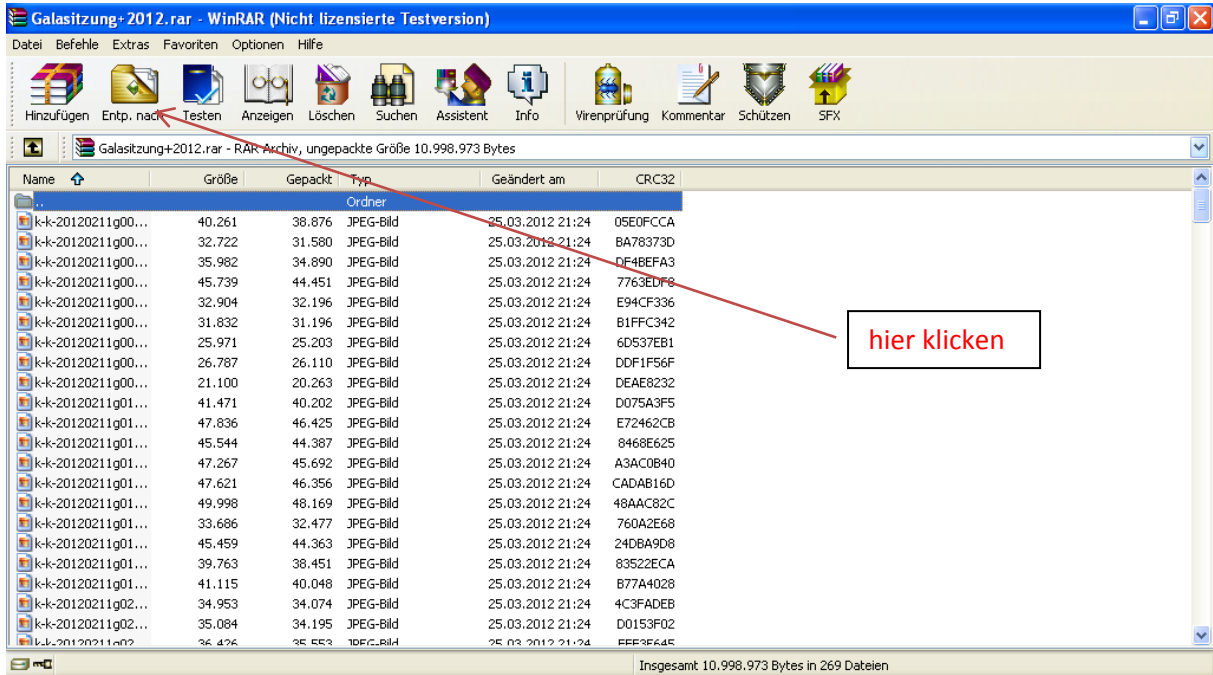 Galasitzung+2012.rar - WinRAR (Nicht lizensierte Testversion)
Datei Befehle Extras Favoriten Optionen Hilfe
Hinzufügen Entp. nach Testen Anzeigen Löschen Suchen Assistent Info Virenprüfung Kommentar Schützen SFX
Galasitzung+2012.rar - RAR Archiv, ungepackte Größe 10.998.973 Bytes
Name Größe Gepackt Typ Geändert am CRC32
.. Ordner
k-k-20120211g00... 40.261 38.876 JPEG-Bild 25.03.2012 21:24 05E0FCCA
k-k-20120211g00... 32.722 31.580 JPEG-Bild 25.03.2012 21:24 BA78373D
k-k-20120211g00... 35.982 34.890 JPEG-Bild 25.03.2012 21:24 DF4BEFA3
k-k-20120211g00... 45.739 44.451 JPEG-Bild 25.03.2012 21:24 7763EDF8
k-k-20120211g00... 32.904 32.196 JPEG-Bild 25.03.2012 21:24 E94CF336
k-k-20120211g00... 31.832 31.196 JPEG-Bild 25.03.2012 21:24 B1FFC342
k-k-20120211g00... 25.971 25.203 JPEG-Bild 25.03.2012 21:24 6D537EB1
hier klicken
k-k-20120211g00... 26.787 26.110 JPEG-Bild 25.03.2012 21:24 DDF1F56F
k-k-20120211g00... 21.100 20.263 JPEG-Bild 25.03.2012 21:24 DEAE8232
k-k-20120211g01... 41.471 40.202 JPEG-Bild 25.03.2012 21:24 D075A3F5
k-k-20120211g01... 47.836 46.425 JPEG-Bild 25.03.2012 21:24 E72462CB
k-k-20120211g01... 45.544 44.387 JPEG-Bild 25.03.2012 21:24 8468E625
k-k-20120211g01... 47.267 45.692 JPEG-Bild 25.03.2012 21:24 A3AC0B40
k-k-20120211g01... 47.621 46.356 JPEG-Bild 25.03.2012 21:24 CADAB16D
k-k-20120211g01... 49.998 48.169 JPEG-Bild 25.03.2012 21:24 48AAC82C
k-k-20120211g01... 33.686 32.477 JPEG-Bild 25.03.2012 21:24 760A2E68
k-k-20120211g01... 45.459 44.363 JPEG-Bild 25.03.2012 21:24 24DBA9D8
k-k-20120211g01... 39.763 38.451 JPEG-Bild 25.03.2012 21:24 83522ECA
k-k-20120211g01... 41.115 40.048 JPEG-Bild 25.03.2012 21:24 B77A4028
k-k-20120211g02... 34.953 34.074 JPEG-Bild 25.03.2012 21:24 4C3FADEB
k-k-20120211g02... 35.084 34.195 JPEG-Bild 25.03.2012 21:24 D0153F02
k-k-20120211g02... 36.426 35.553 JPEG-Bild 25.03.2012 21:24
Insgesamt 10.998.973 Bytes in 269 Dateien